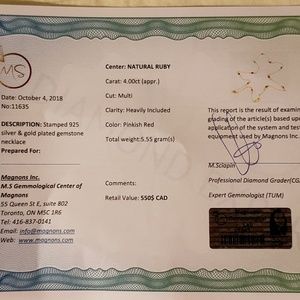 MS
Date: October 4, 2018
No:11635
DESCRIPTION: Stamped 925
silver & gold plated gemstone
necklace
Prepared For:
Magnons Inc.
M.S Gemmological Center of
Magnons
55 Queen St E, suite 802
Toronto, ON M5C 1R6
Tel: 416-837-0141
Email: info@magnons.com
Web: www.magnons.com
Center: NATURAL RUBY
Carat: 4.00ct (appr.)
Cut: Multi
Clarity: Heavily Included
Color: Pinkish Red
Total weight:5.55 gram(s)
Comments:
Retail Value: 550$ CAD
This report is the result of examin
grading of the article(s) based upo
application of the system and tes
equipment used by Magnons Inc.
M.Sciapin
Professional Diamond Grader(CG
Expert Gemmologist (TUM)